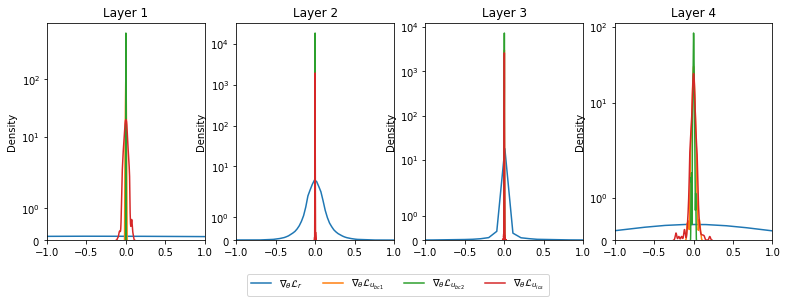 Layer 1 Layer 2 Layer 3 Layer 4
Density 10² 10¹ 10⁰ 0
Density 10⁴ 10³ 10² 10¹ 10⁰ 0
Density 10⁴ 10³ 10² 10¹ 10⁰ 0
Density 10² 10¹ 10⁰ 0
−1.0 −0.5 0.0 0.5 1.0 −1.0 −0.5 0.0 0.5 1.0 −1.0 −0.5 0.0 0.5 1.0 −1.0 −0.5 0.0 0.5 1.0
∇θℒr ∇θℒu_bc1 ∇θℒu_bc2 ∇θℒu_ics